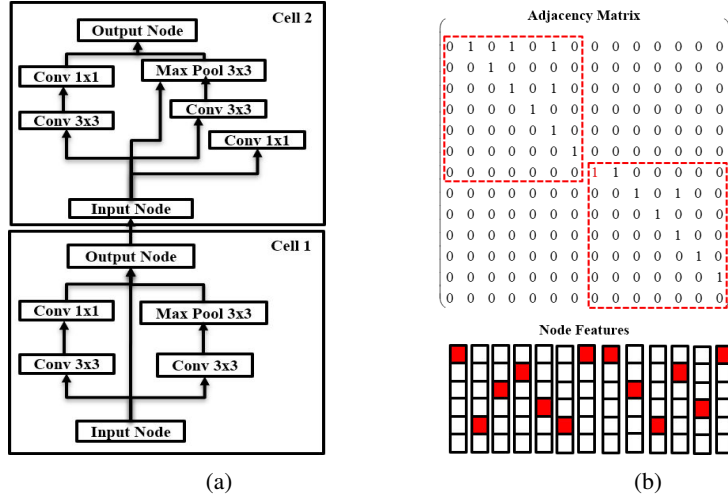 Cell 2
Output Node
Conv 1x1
Max Pool 3x3
Conv 3x3
Conv 3x3
Conv 1x1
Input Node
Cell 1
Output Node
Conv 1x1
Max Pool 3x3
Conv 3x3
Conv 3x3
Input Node
(a)
Adjacency Matrix
0 1 0 1 0 1 0 0 0 0 0 0 0 0
0 0 1 0 0 0 0 0 0 0 0 0 0 0
0 0 0 1 0 1 0 0 0 0 0 0 0 0
0 0 0 0 1 0 0 0 0 0 0 0 0 0
0 0 0 0 0 1 0 0 0 0 0 0 0 0
0 0 0 0 0 0 1 0 0 0 0 0 0 0
0 0 0 0 0 0 0 1 1 0 0 0 0 0
0 0 0 0 0 0 0 0 0 1 0 1 0 0
0 0 0 0 0 0 0 0 0 0 1 0 0 0
0 0 0 0 0 0 0 0 0 0 0 1 0 0
0 0 0 0 0 0 0 0 0 0 0 0 1 0
0 0 0 0 0 0 0 0 0 0 0 0 0 1
0 0 0 0 0 0 0 0 0 0 0 0 0 0
Node Features
(b)